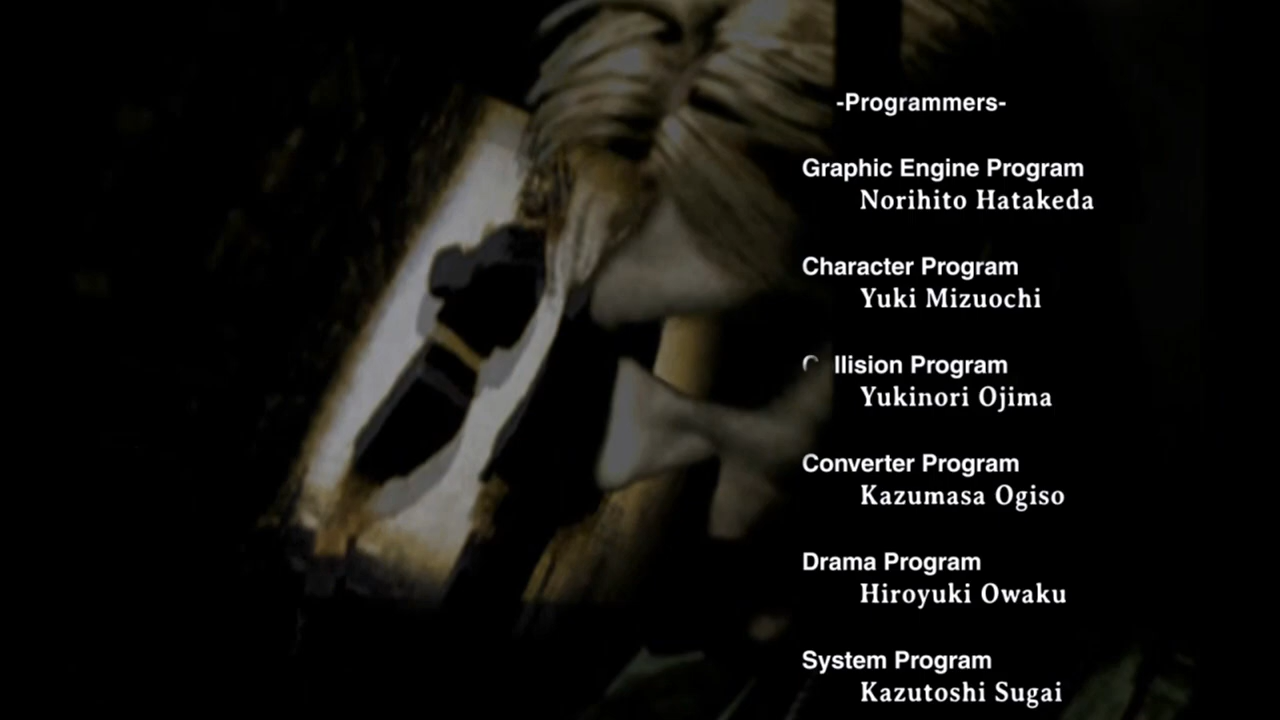 -Programmers-
Graphic Engine Program
Norihito Hatakeda
Character Program
Yuki Mizuochi
Collision Program
Yukinori Ojima
Converter Program
Kazumasa Ogiso
Drama Program
Hiroyuki Owaku
System Program
Kazutoshi Sugai